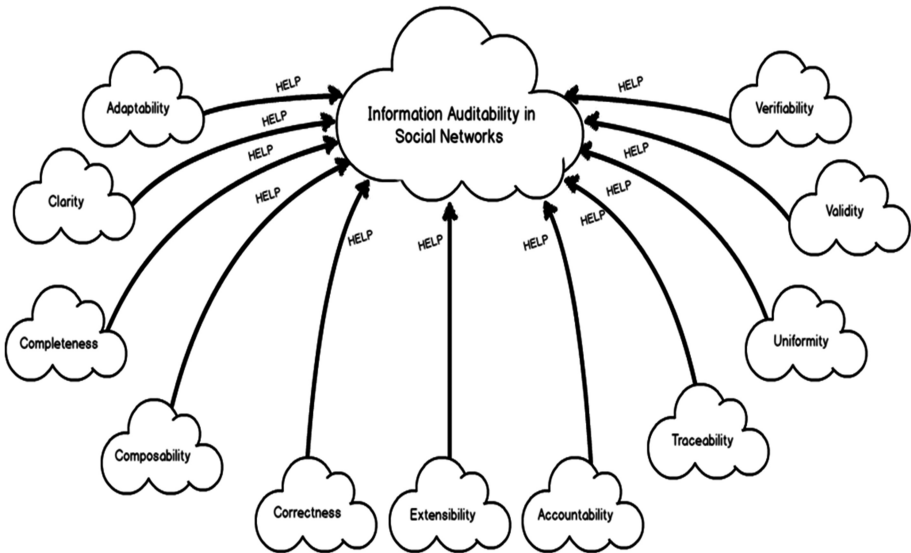 HELP
HELP
Adaptability
Information Auditability in
Social Networks
Verifiability
HELP
HELP
HELP
HELP
HELP
Clarity
Validity
HELP
HELP
HELP
HELP
Completeness
Uniformity
Composability
Traceability
Correctness
Extensibility
Accountability